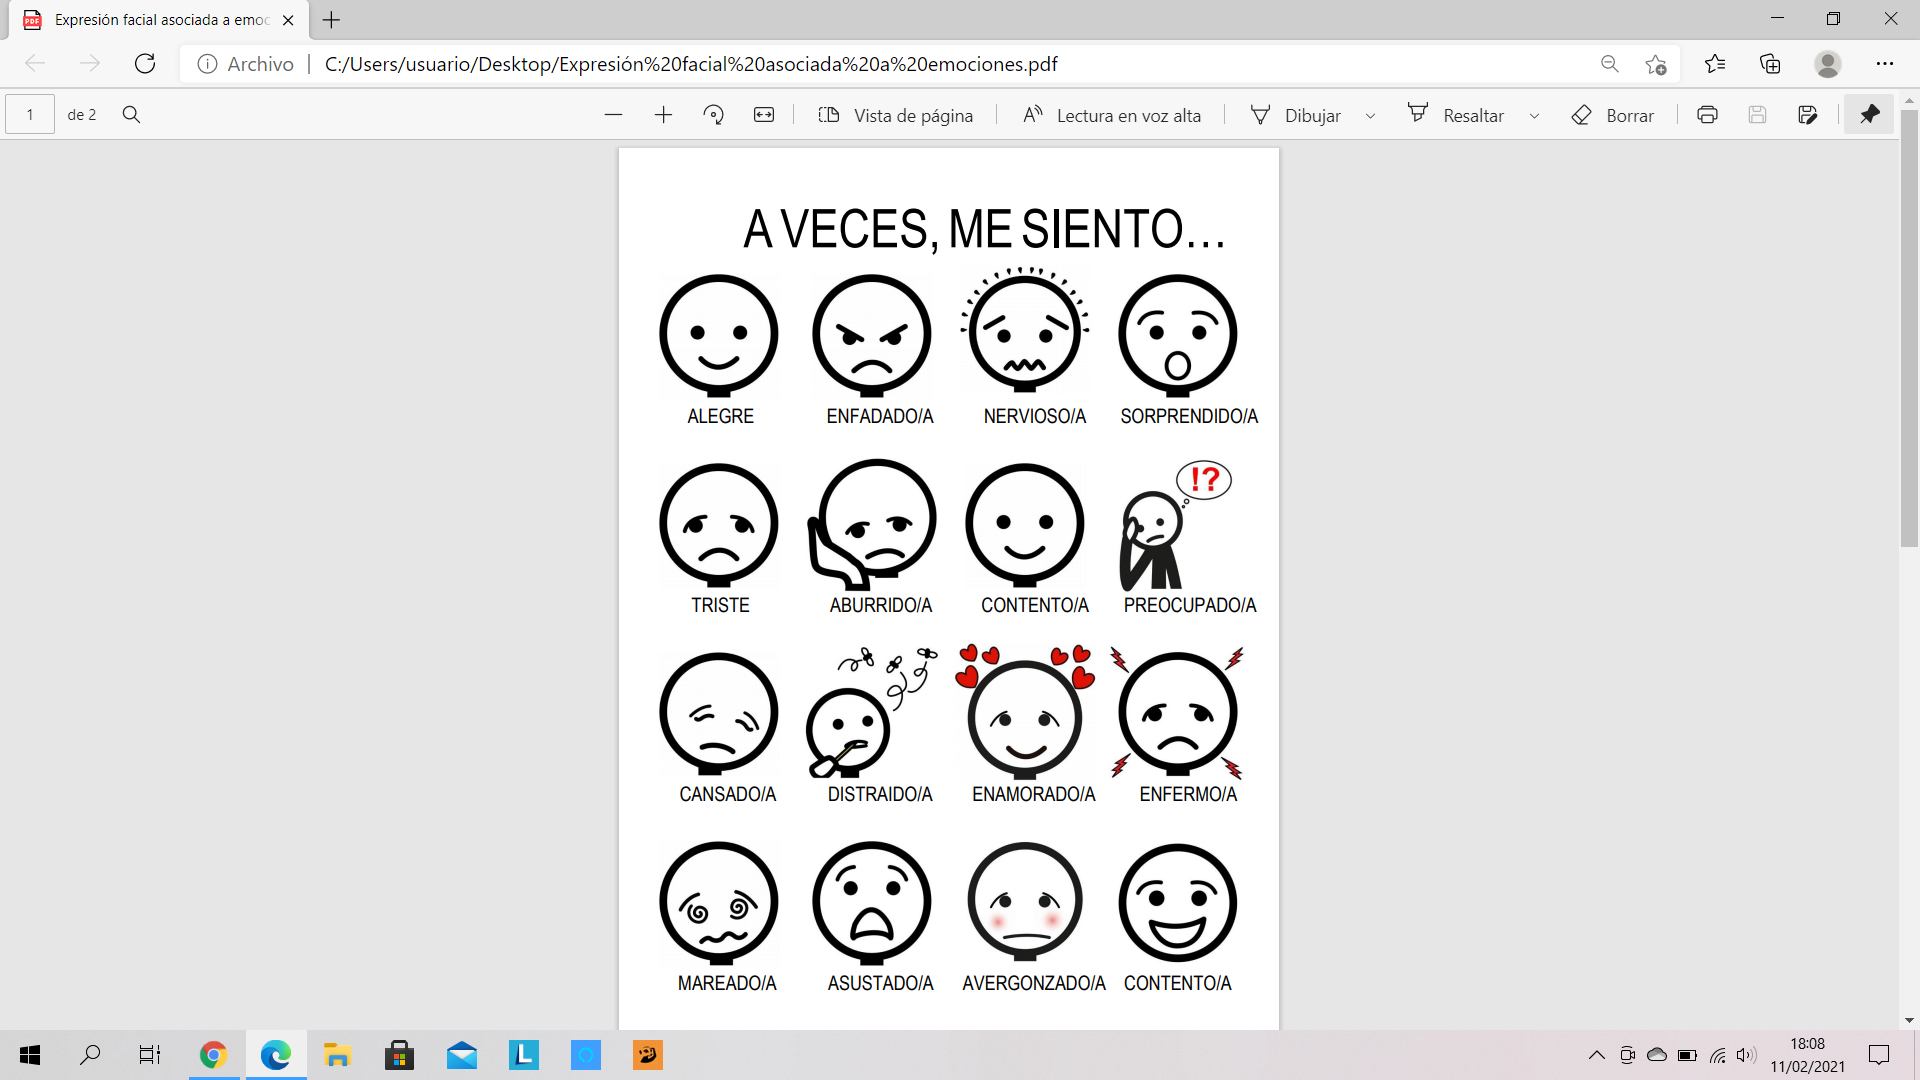 Expresión facial asociada a emoc
Archivo
C:/Users/usuario/Desktop/Expresión%20facial%20asociada%20a%20emociones.pdf
1 de 2
Vista de página
Lectura en voz alta
Dibujar
Resaltar
Borrar
A VECES, ME SIENTO...
ALEGRE ENFADADO/A NERVIOSO/A SORPRENDIDO/A
!?
TRISTE ABURRIDO/A CONTENTO/A PREOCUPADO/A
CANSADO/A DISTRAIDO/A ENAMORADO/A ENFERMO/A
MAREADO/A ASUSTADO/A AVERGONZADO/A CONTENTO/A
18:08
11/02/2021